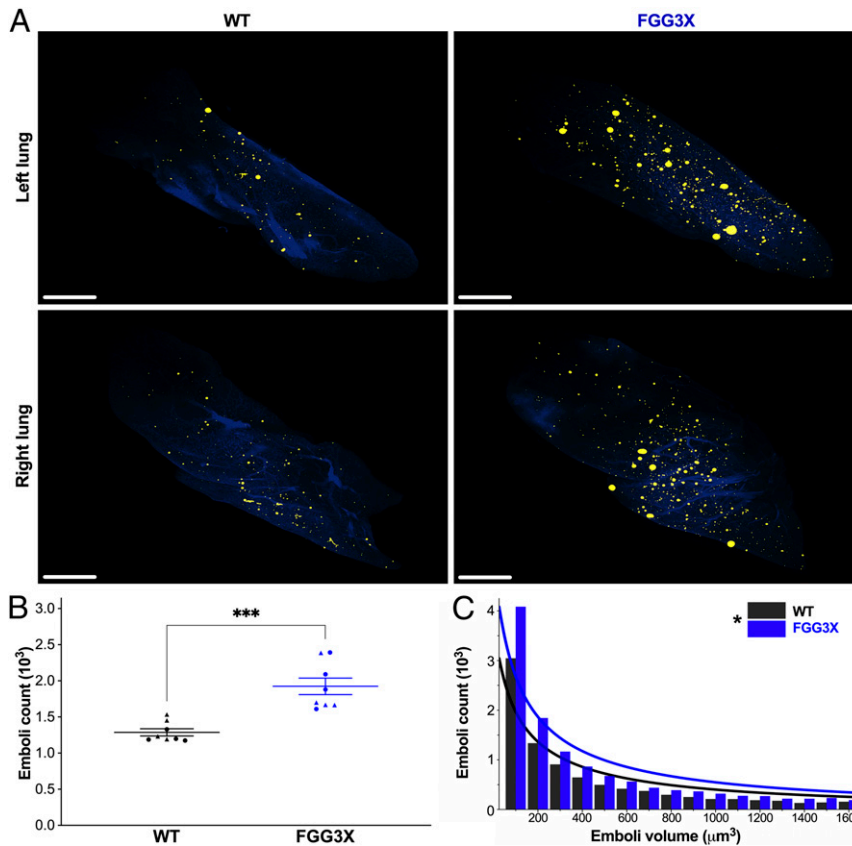 A
WT
FGG3X
Left lung
Right lung
B
Emboli count (10³)
3.0
2.5
2.0
1.5
1.0
0.5
0.0
***
WT
FGG3X
C
Emboli count (10³)
4
3
2
1
0
* WT
FGG3X
200 400 600 800 1000 1200 1400
Emboli volume (μm³)